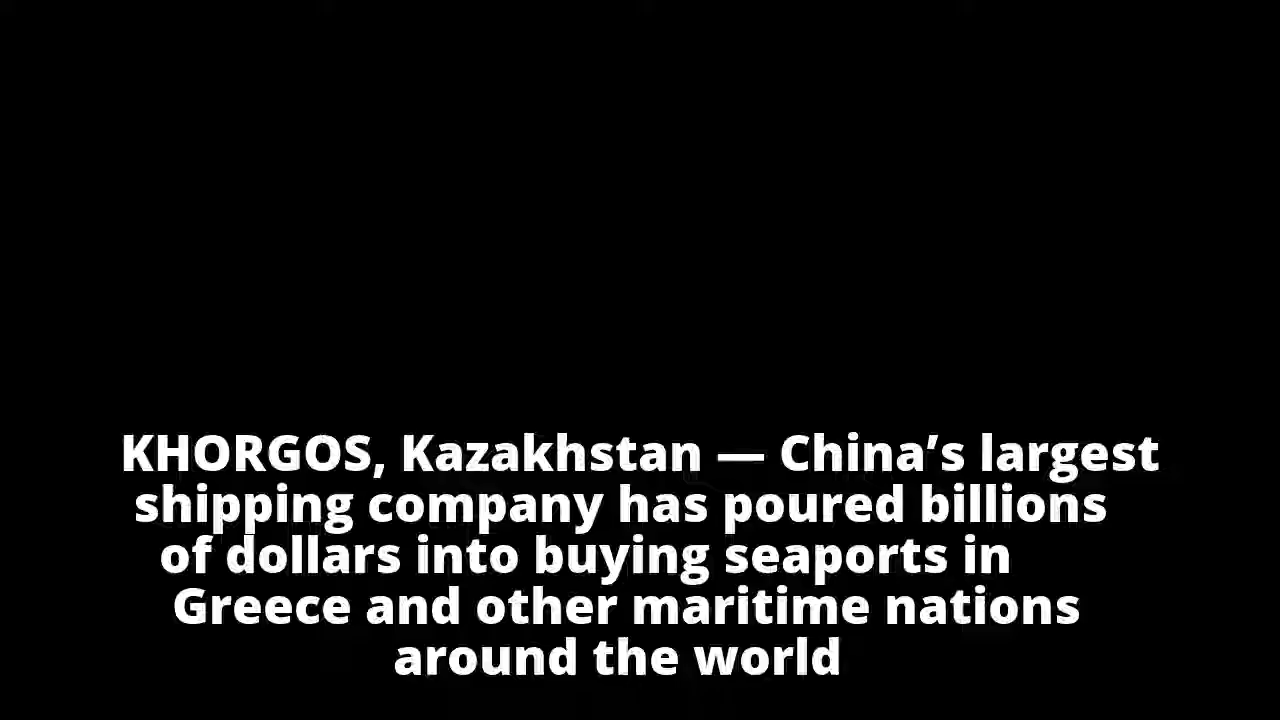 KHORGOS, Kazakhstan — China’s largest
shipping company has poured billions
of dollars into buying seaports in
Greece and other maritime nations
around the world